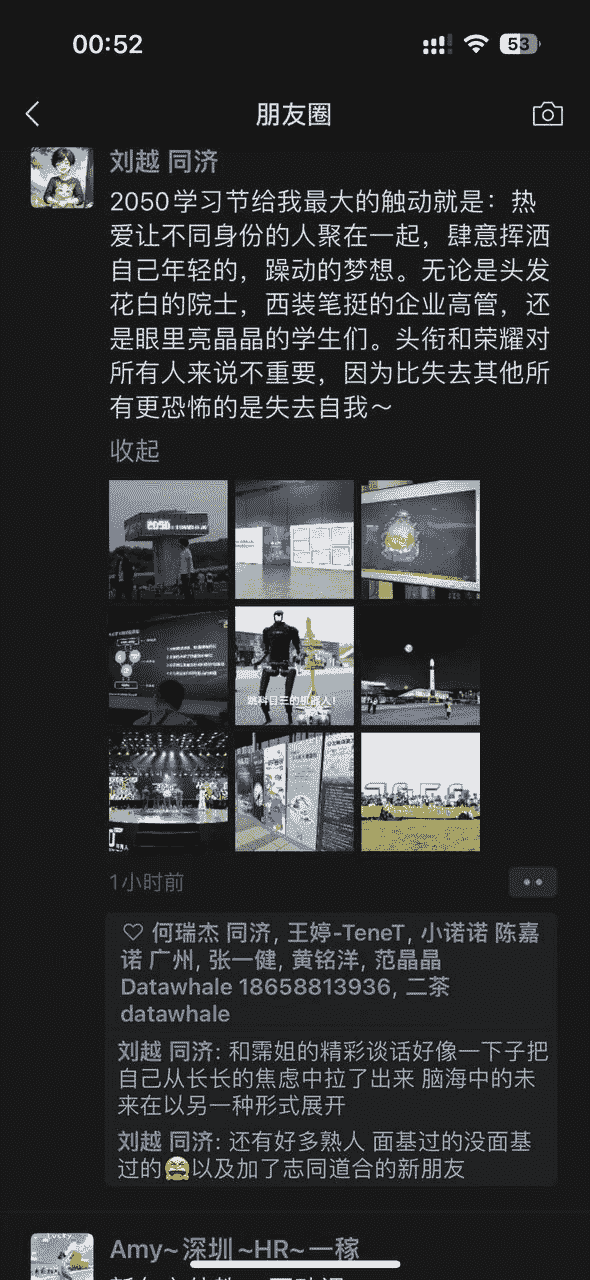 00:52
53
朋友圈
刘越 同济
2050学习节给我最大的触动就是：热
爱让不同身份的人聚在一起，肆意挥洒
自己年轻的，躁动的梦想。无论是头发
花白的院士，西装笔挺的企业高管，还
是眼里亮晶晶的学生们。头衔和荣耀对
所有人来说不重要，因为比失去其他所
有更恐怖的是失去自我～
收起
2050
跳科目三的机器人！
1小时前
何瑞杰 同济, 王婷-TeneT, 小诺诺 陈嘉
诺 广州, 张一健, 黄铭洋, 范晶晶
Datawhale 18658813936, 二茶
datawhale
刘越 同济: 和霈姐的精彩谈话好像一下子把
自己从长长的焦虑中拉了出来 脑海中的未
来在以另一种形式展开
刘越 同济: 还有好多熟人 面基过的没面基
过的😫以及加了志同道合的新朋友
Amy~深圳~HR~一稼